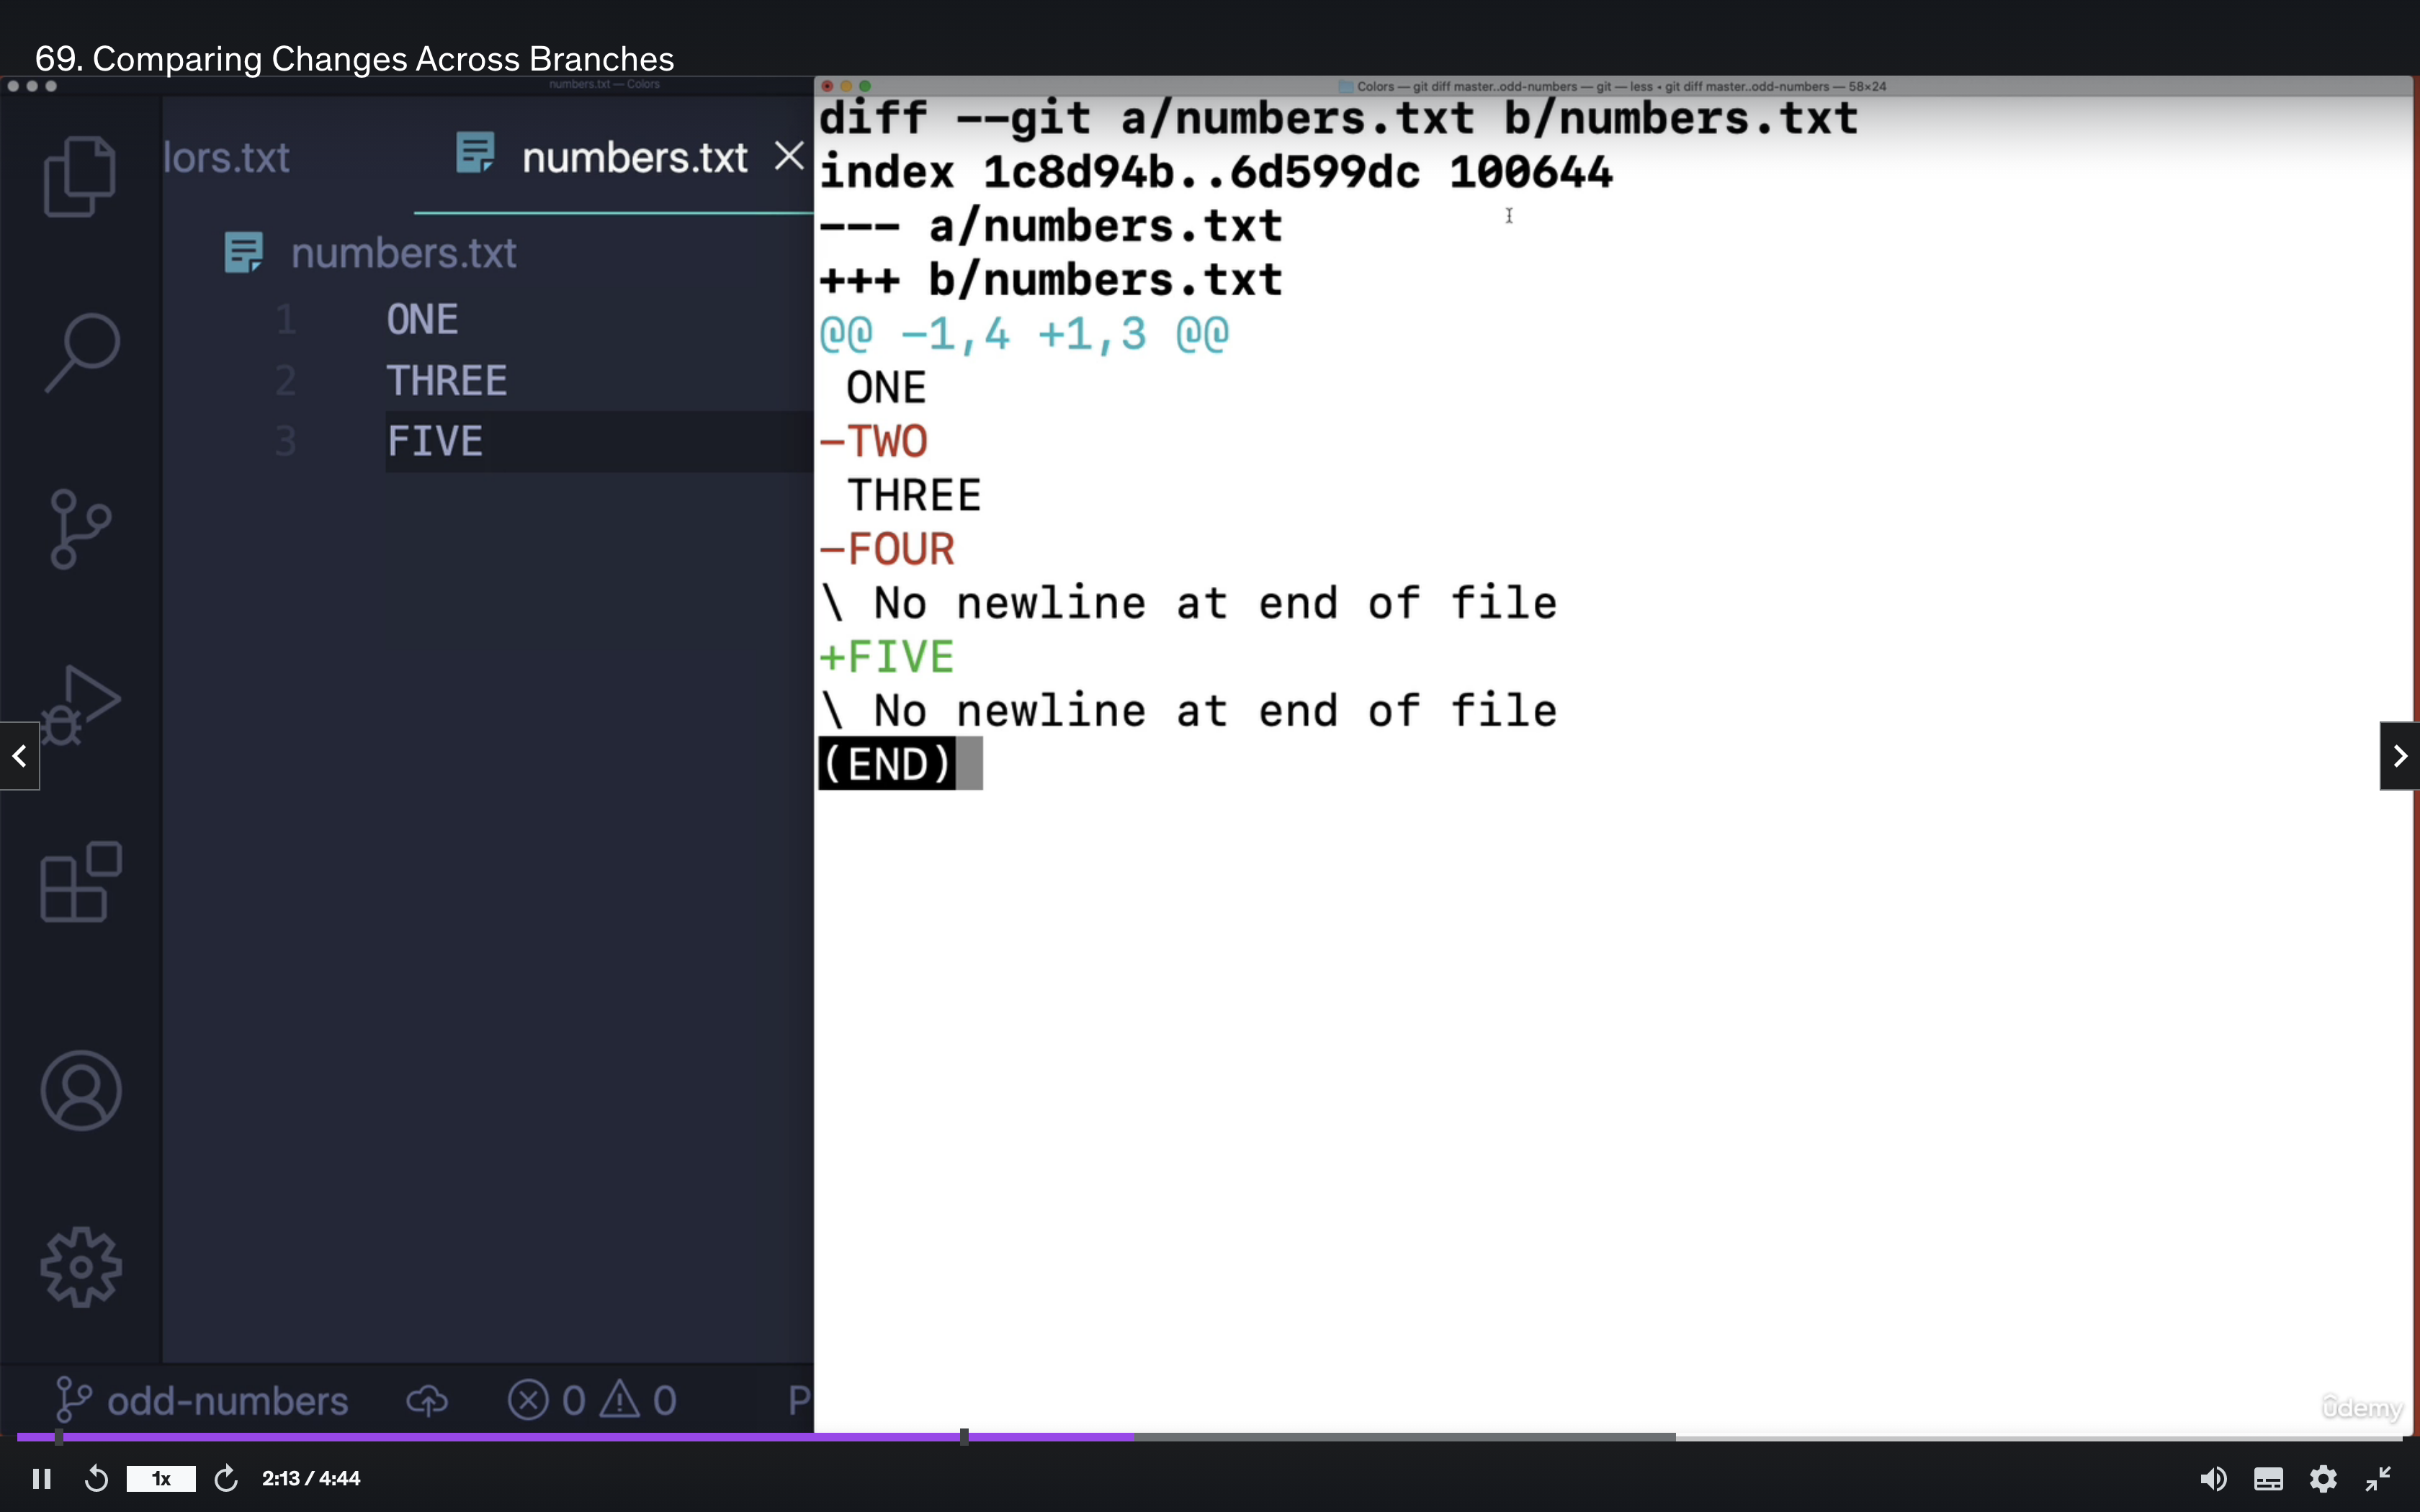 69. Comparing Changes Across Branches
numbers.txt — Colors
lors.txt
numbers.txt
numbers.txt
1 ONE
2 THREE
3 FIVE
odd-numbers
0 0
P
Colors — git diff master..odd-numbers — git — less • git diff master..odd-numbers — 58×24
diff --git a/numbers.txt b/numbers.txt
index 1c8d94b..6d599dc 100644
--- a/numbers.txt
+++ b/numbers.txt
@@ -1,4 +1,3 @@
ONE
-TWO
THREE
-FOUR
\ No newline at end of file
+FIVE
\ No newline at end of file
(END)
udemy
1x
2:13 / 4:44